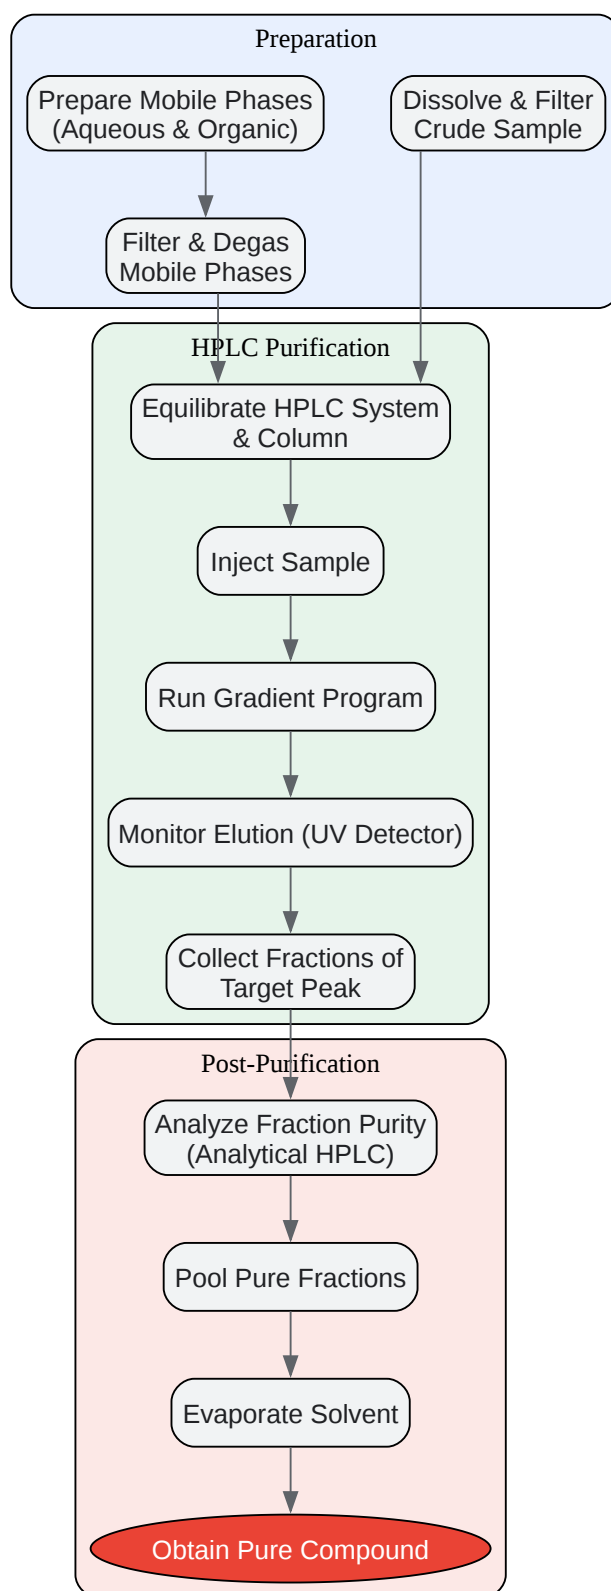 Preparation
Prepare Mobile Phases
(Aqueous & Organic)
Dissolve & Filter
Crude Sample
Filter & Degas
Mobile Phases
HPLC Purification
Equilibrate HPLC System
& Column
Inject Sample
Run Gradient Program
Monitor Elution (UV Detector)
Collect Fractions of
Target Peak
Post-Purification
Analyze Fraction Purity
(Analytical HPLC)
Pool Pure Fractions
Evaporate Solvent
Obtain Pure Compound